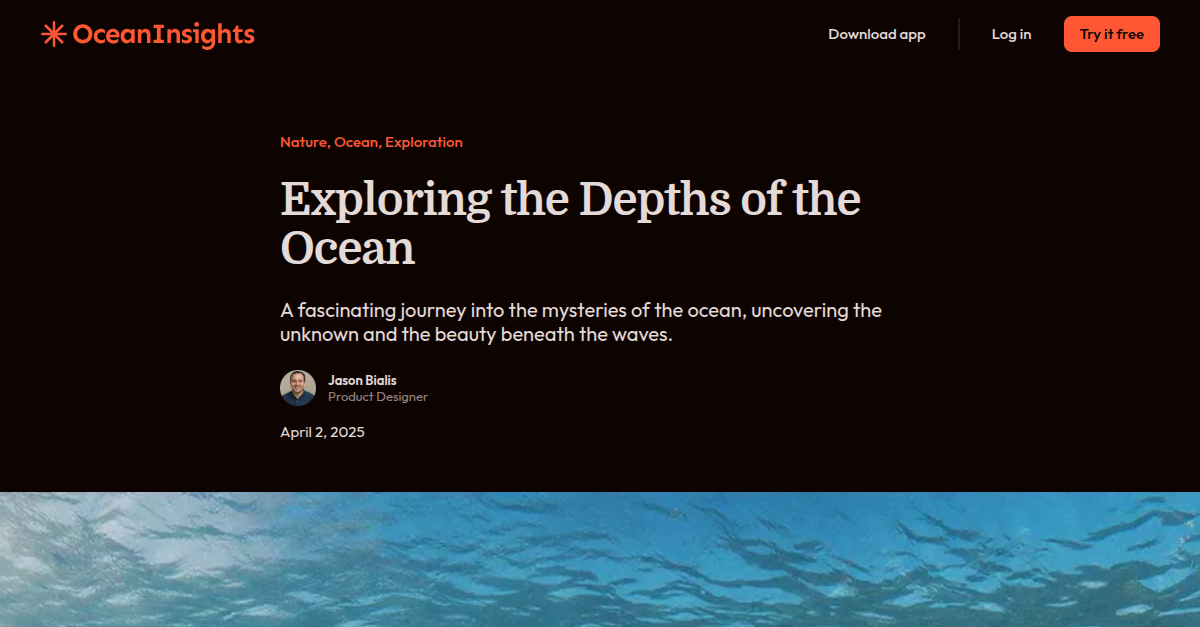 OceanInsights
Download app
Log in
Try it free
Nature, Ocean, Exploration
Exploring the Depths of the
Ocean
A fascinating journey into the mysteries of the ocean, uncovering the
unknown and the beauty beneath the waves.
Jason Bialis
Product Designer
April 2, 2025